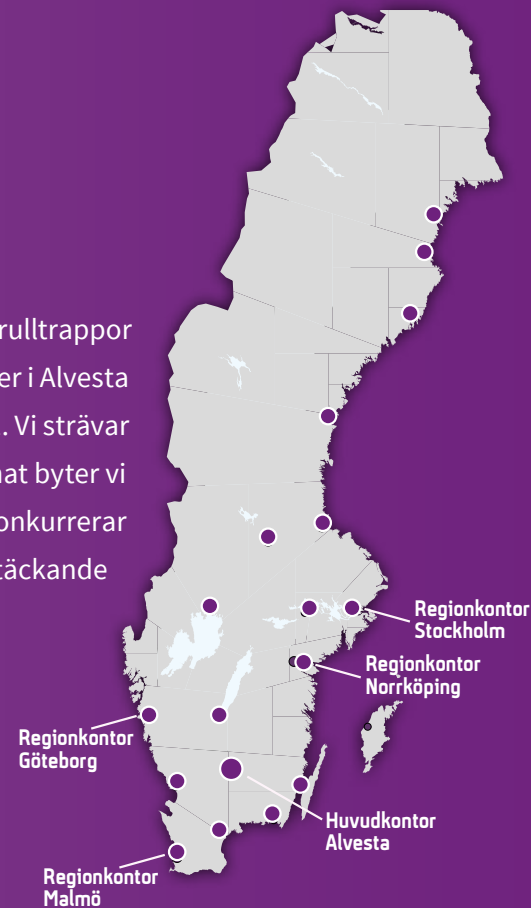 rulltrappor
er i Alvesta
. Vi strävar
nat byter vi
onkurrerar
täckande
Regionkontor
Stockholm
Regionkontor
Norrköping
Regionkontor
Göteborg
Huvudkontor
Alvesta
Regionkontor
Malmö